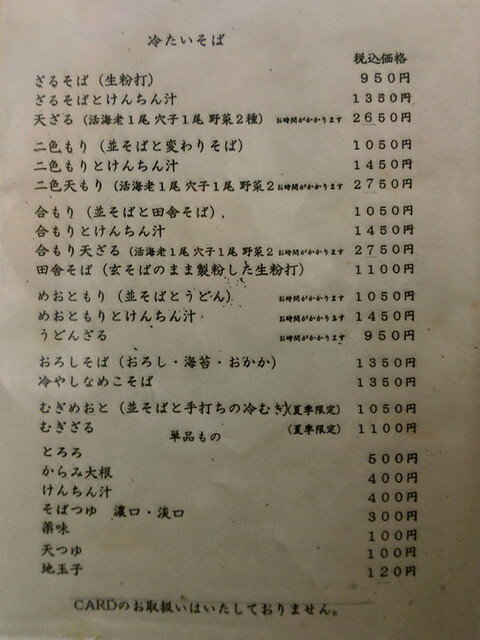 冷たいそば
税込価格
ざるそば (生粉打) 950円
ざるそばとけんちん汁 1350円
天ざる (活海老1尾 穴子1尾 野菜2種) お時間がかかります 2650円
二色もり (並そばと変わりそば) 1050円
二色もりとけんちん汁 1450円
二色天もり (活海老1尾 穴子1尾 野菜2 お時間がかかります 2750円
合もり (並そばと田舎そば) 1050円
合もりとけんちん汁 1450円
合もり天ざる (活海老1尾 穴子1尾 野菜2 お時間がかかります 2750円
田舎そば (玄そばのまま製粉した生粉打) 1100円
めおともり (並そばとうどん) お時間がかかります 1050円
めおともりとけんちん汁 お時間がかかります 1450円
うどんざる お時間がかかります 950円
おろしそば (おろし・海苔・おかか) 1350円
冷やしなめこそば 1350円
むぎめおと (並そばと手打ちの冷むぎ)(夏季限定) 1050円
むぎざる (夏季限定) 1100円
単品もの
とろろ 500円
からみ大根 400円
けんちん汁 400円
そばつゆ 濃口・淡口 300円
薬味 100円
天つゆ 100円
地玉子 120円
CARDのお取扱いはいたしておりません。